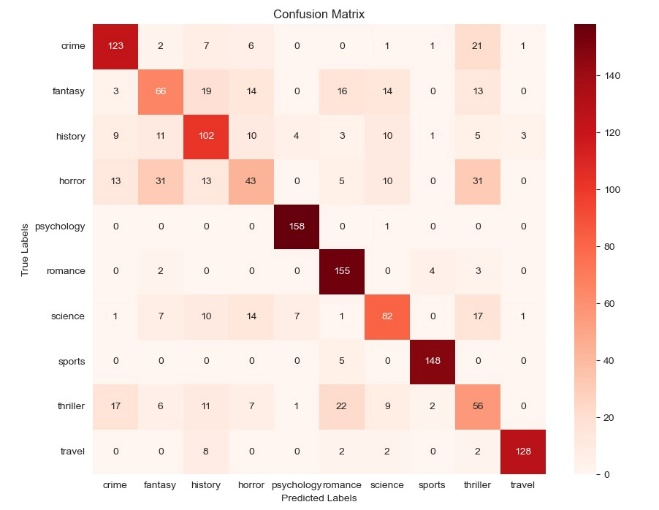 Confusion Matrix
crime 123 2 7 6 0 0 1 1 21 1
fantasy 3 66 19 14 0 16 14 0 13 0
history 9 11 102 10 4 3 10 1 5 3
horror 13 31 13 43 0 5 10 0 31 0
psychology 0 0 0 0 158 0 1 0 0 0
romance 0 2 0 0 0 155 0 4 3 0
science 1 7 10 14 7 1 82 0 17 1
sports 0 0 0 0 0 5 0 148 0 0
thriller 17 6 11 7 1 22 9 2 56 0
travel 0 0 8 0 0 2 2 0 2 128
crime fantasy history horror psychology romance science sports thriller travel
Predicted Labels
True Labels
140
120
100
80
60
40
20
0